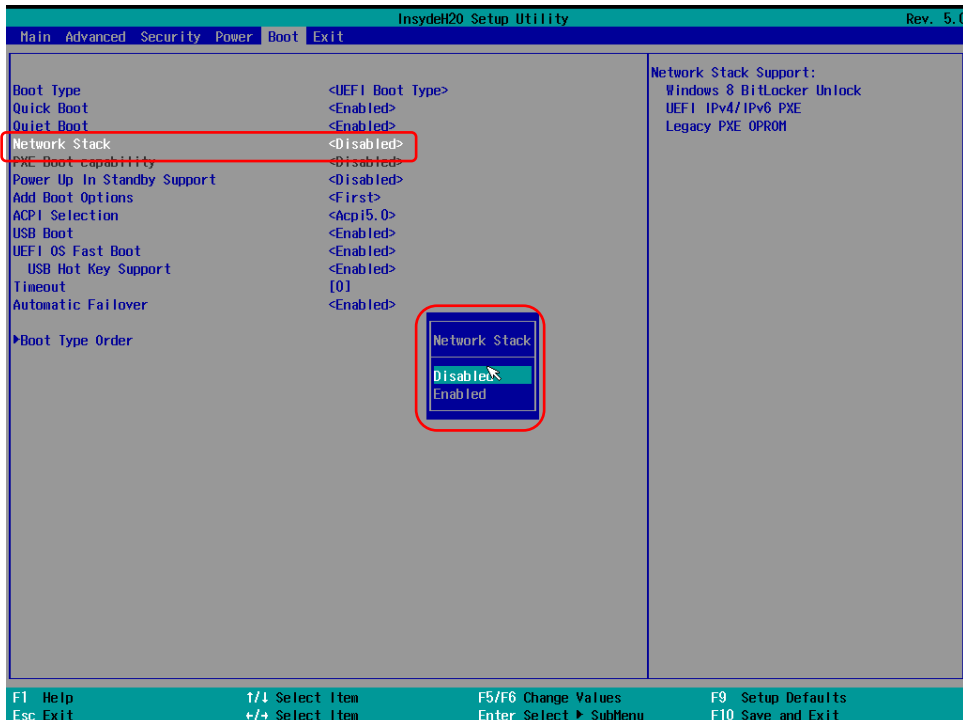 InsydeH20 Setup Utility Rev. 5.0
Main Advanced Security Power Boot Exit
Boot Type <UEFI Boot Type>
Quick Boot <Enabled>
Quiet Boot <Enabled>
Network Stack <Disabled>
PXE Boot capability <Disabled>
Power Up In Standby Support <Disabled>
Add Boot Options <First>
ACPI Selection <Acpi5.0>
USB Boot <Enabled>
UEFI OS Fast Boot <Enabled>
USB Hot Key Support <Enabled>
Timeout [0]
Automatic Failover <Enabled>
▶Boot Type Order
Network Stack
Disabled
Enabled
Network Stack Support:
Windows 8 BitLocker Unlock
UEFI IPv4/IPv6 PXE
Legacy PXE OPROM
F1 Help ↑/↓ Select Item F5/F6 Change Values F9 Setup Defaults
Esc Exit ←/→ Select Item Enter Select ▶ SubMenu F10 Save and Exit